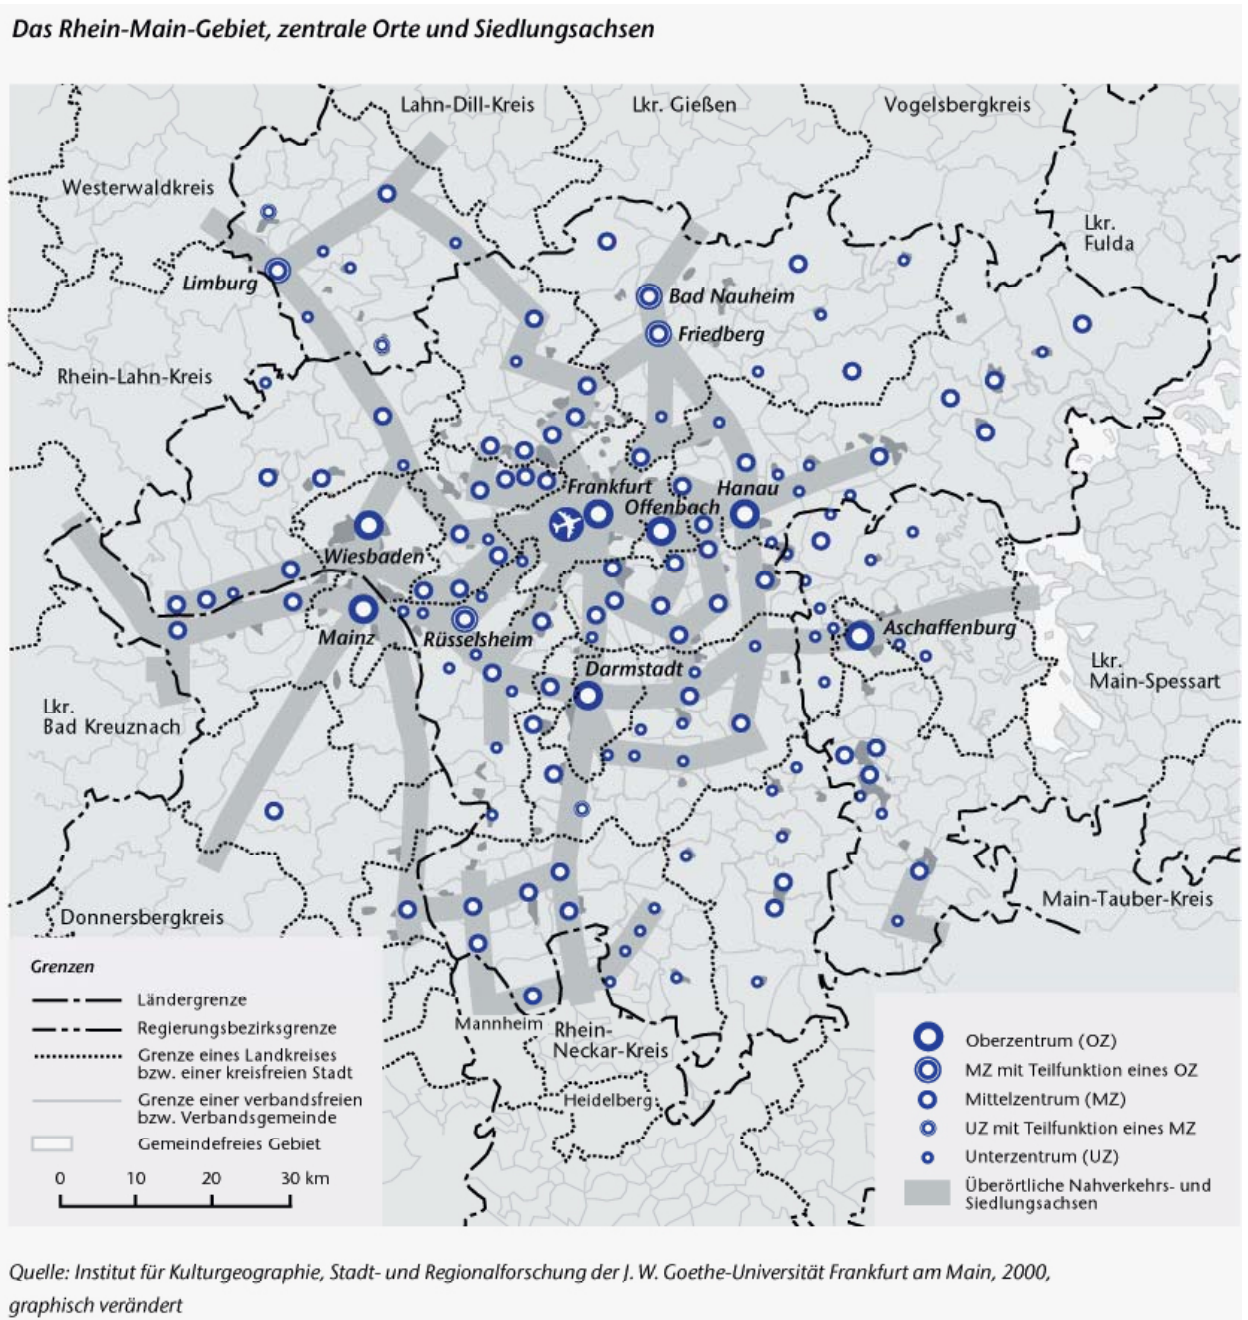 Das Rhein-Main-Gebiet, zentrale Orte und Siedlungsachsen
Lahn-Dill-Kreis
Lkr. Gießen
Vogelsbergkreis
Westerwaldkreis
Lkr.
Fulda
Limburg
Bad Nauheim
Friedberg
Rhein-Lahn-Kreis
Frankfurt
Hanau
Offenbach
Wiesbaden
Mainz
Rüsselsheim
Aschaffenburg
Darmstadt
Lkr.
Main-Spessart
Lkr.
Bad Kreuznach
Main-Tauber-Kreis
Donnersbergkreis
Mannheim
Rhein-
Neckar-Kreis
Heidelberg
Grenzen
Ländergrenze
Regierungsbezirksgrenze
Grenze eines Landkreises
bzw. einer kreisfreien Stadt
Grenze einer verbandsfreien
bzw. Verbandsgemeinde
Gemeindefreies Gebiet
0 10 20 30 km
Oberzentrum (OZ)
MZ mit Teilfunktion eines OZ
Mittelzentrum (MZ)
UZ mit Teilfunktion eines MZ
Unterzentrum (UZ)
Überörtliche Nahverkehrs- und
Siedlungsachsen
Quelle: Institut für Kulturgeographie, Stadt- und Regionalforschung der J. W. Goethe-Universität Frankfurt am Main, 2000,
graphisch verändert